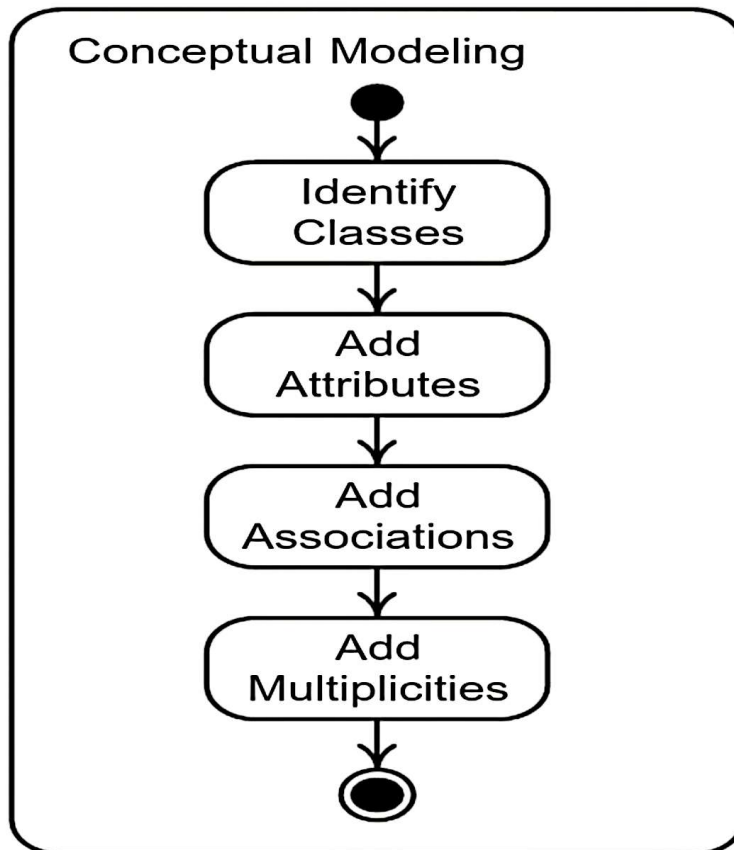 Conceptual Modeling
Identify
Classes
Add
Attributes
Add
Associations
Add
Multiplicities